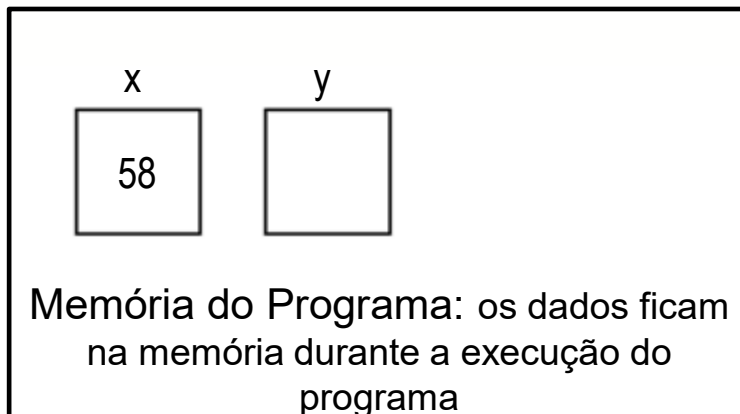 x y
58
Memória do Programa: os dados ficam
na memória durante a execução do
programa